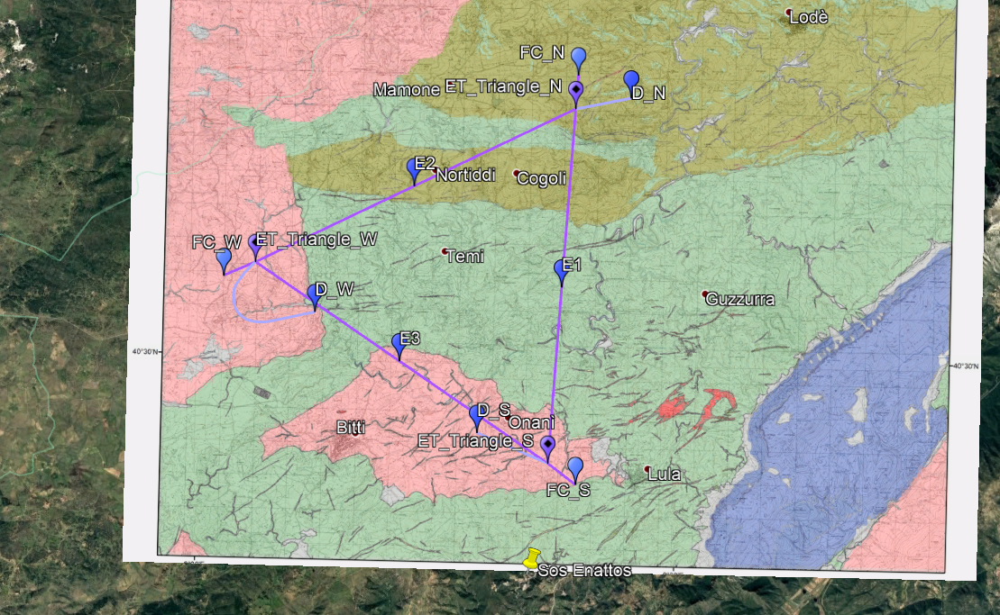 Lodè
FC_N
Mamone
ET_Triangle_N
D_N
E2
Nortiddi
Cogoli
FC_W
ET_Triangle_W
Temi
E1
D_W
Guzzurra
E3
40°30'N
40°30'N
D_S
Onani
Bitti
ET_Triangle_S
Lula
FC_S
Sos Enattos